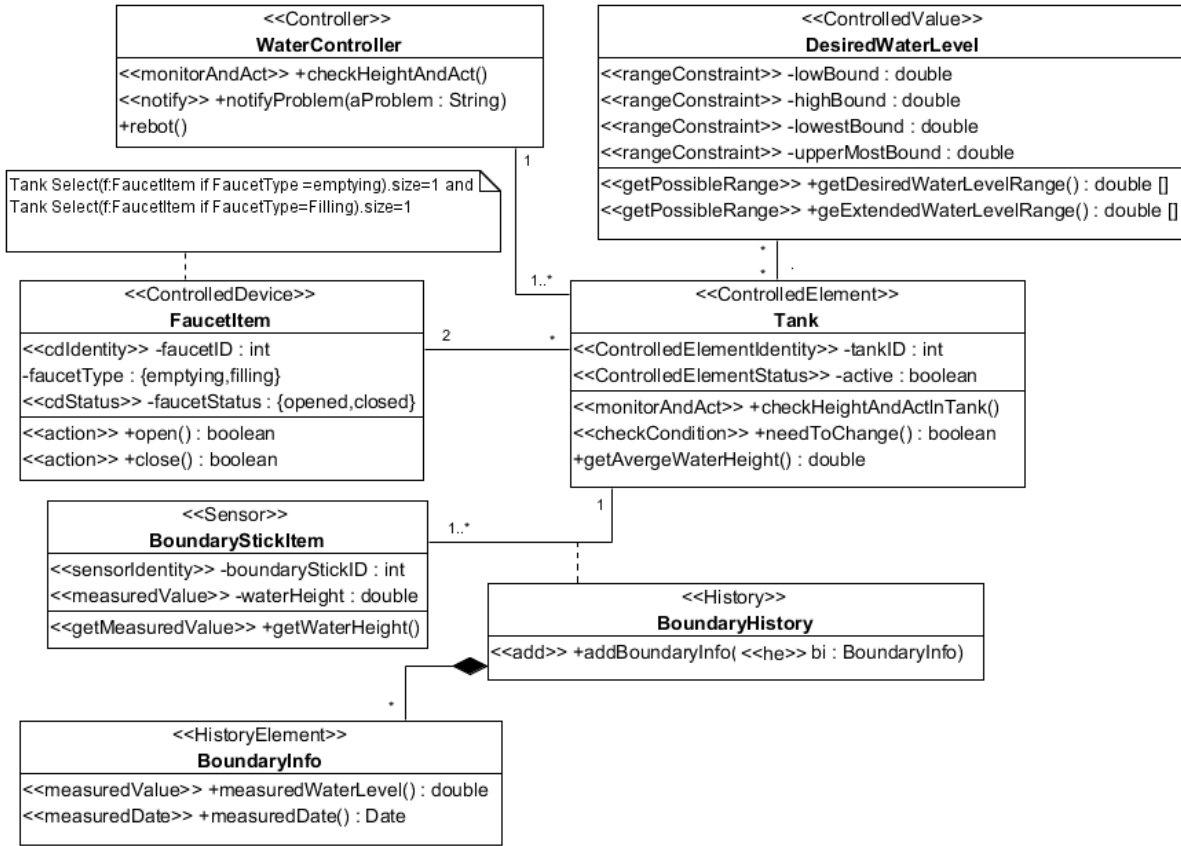 <<Controller>>
WaterController
<<monitorAndAct>> +checkHeightAndAct()
<<notify>> +notifyProblem(aProblem : String)
+rebot()
<<ControlledValue>>
DesiredWaterLevel
<<rangeConstraint>> -lowBound : double
<<rangeConstraint>> -highBound : double
<<rangeConstraint>> -lowestBound : double
<<rangeConstraint>> -upperMostBound : double
<<getPossibleRange>> +getDesiredWaterLevelRange() : double []
<<getPossibleRange>> +geExtendedWaterLevelRange() : double []
1
Tank Select(f:FaucetItem if FaucetType =emptying).size=1 and
Tank Select(f:FaucetItem if FaucetType=Filling).size=1
*
*
.
1..*
<<ControlledDevice>>
FaucetItem
<<cdIdentity>> -faucetID : int
-faucetType : {emptying,filling}
<<cdStatus>> -faucetStatus : {opened,closed}
<<action>> +open() : boolean
<<action>> +close() : boolean
2
*
<<ControlledElement>>
Tank
<<ControlledElementIdentity>> -tankID : int
<<ControlledElementStatus>> -active : boolean
<<monitorAndAct>> +checkHeightAndActInTank()
<<checkCondition>> +needToChange() : boolean
+getAvergeWaterHeight() : double
1
1..*
<<Sensor>>
BoundaryStickItem
<<sensorIdentity>> -boundaryStickID : int
<<measuredValue>> -waterHeight : double
<<getMeasuredValue>> +getWaterHeight()
<<History>>
BoundaryHistory
<<add>> +addBoundaryInfo( <<he>> bi : BoundaryInfo)
*
<<HistoryElement>>
BoundaryInfo
<<measuredValue>> +measuredWaterLevel() : double
<<measuredDate>> +measuredDate() : Date